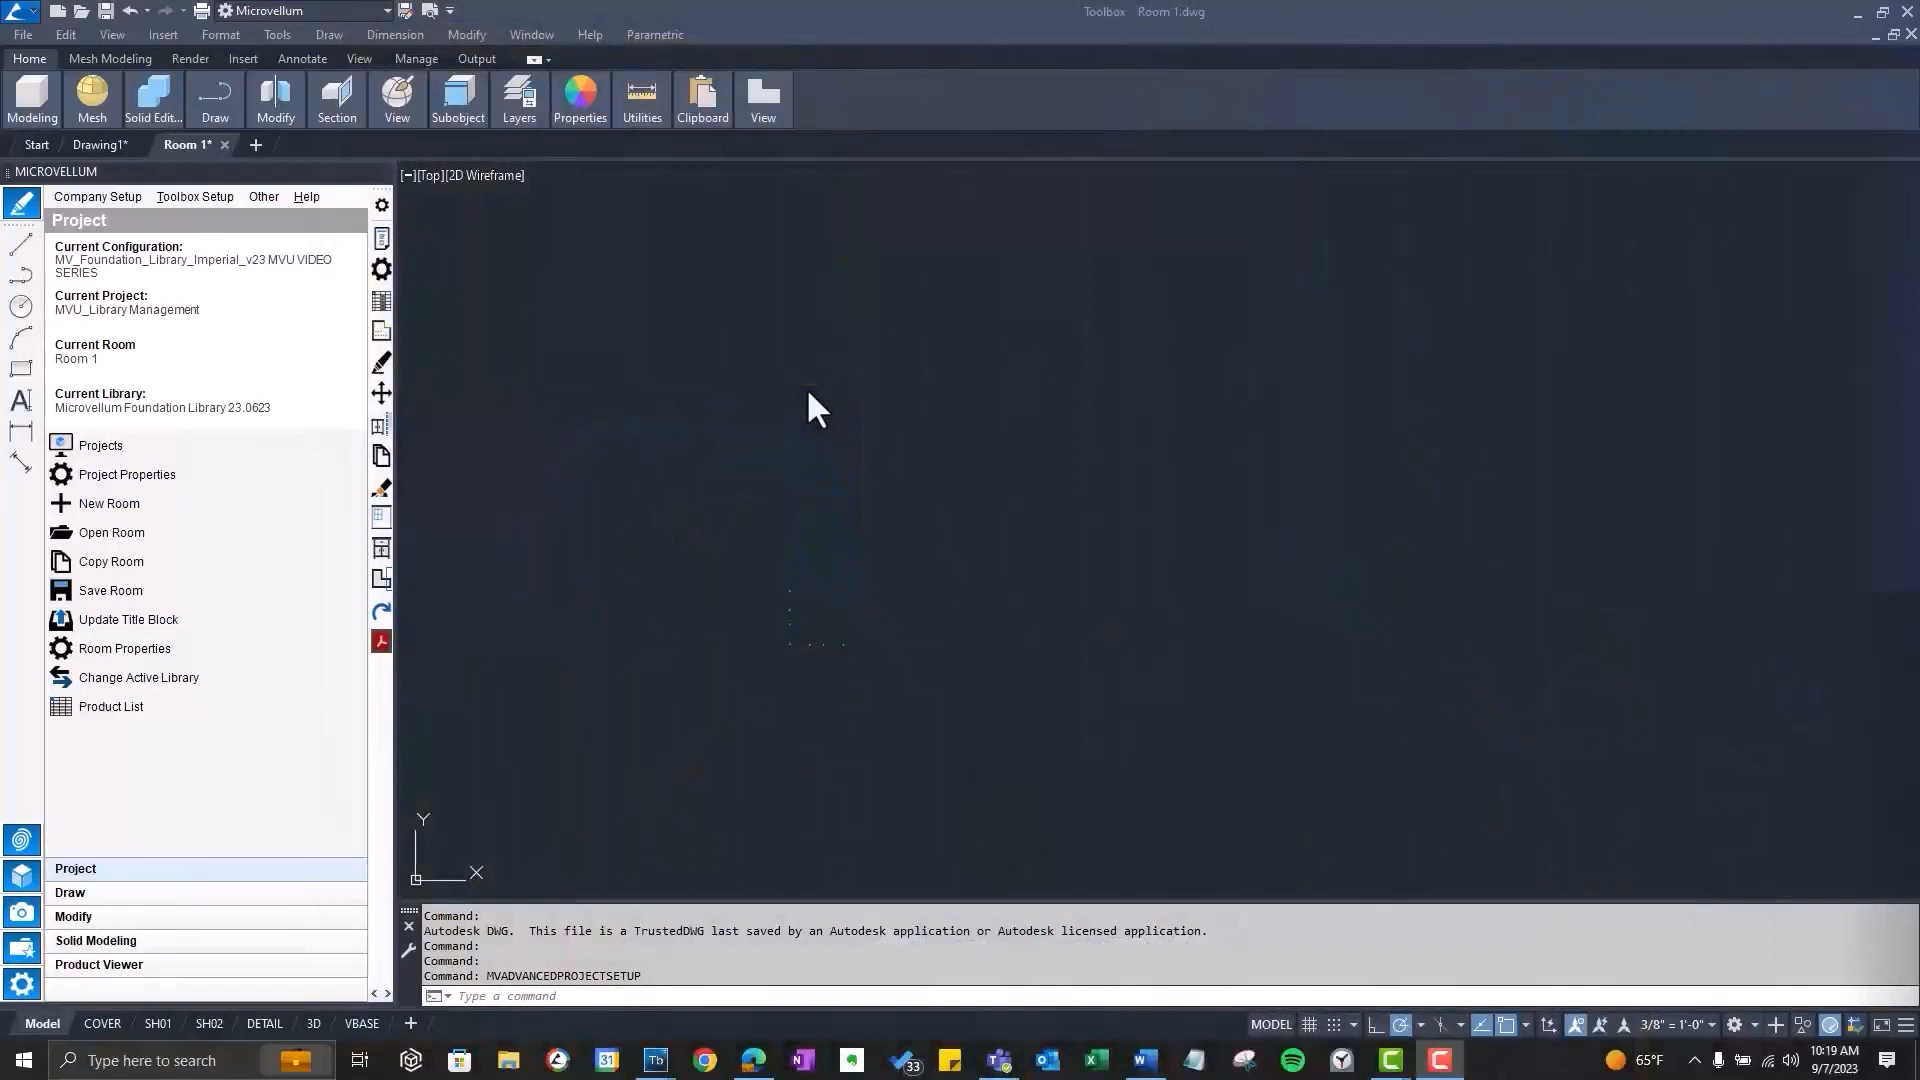 Microvellum
Toolbox Room 1.dwg
File Edit View Insert Format Tools Draw Dimension Modify Window Help Parametric
Home Mesh Modeling Render Insert Annotate View Manage Output
Modeling Mesh Solid Edit... Draw Modify Section View Subobject Layers Properties Utilities Clipboard View
Start Drawing1* Room 1*
MICROVELLUM
[−][Top][2D Wireframe]
Company Setup Toolbox Setup Other Help
Project
Current Configuration:
MV_Foundation_Library_Imperial_v23 MVU VIDEO
SERIES
Current Project:
MVU_Library Management
Current Room
Room 1
Current Library:
Microvellum Foundation Library 23.0623
Projects
Project Properties
New Room
Open Room
Copy Room
Save Room
Update Title Block
Room Properties
Change Active Library
Product List
Y
X
Project
Draw
Modify
Solid Modeling
Product Viewer
Command:
Autodesk DWG. This file is a TrustedDWG last saved by an Autodesk application or Autodesk licensed application.
Command:
Command:
Command: MVADVANCEDPROJECTSETUP
Type a command
Model COVER SH01 SH02 DETAIL 3D VBASE
MODEL 3/8" = 1'-0"
Type here to search
31 Tb 33
65°F
10:19 AM
9/7/2023